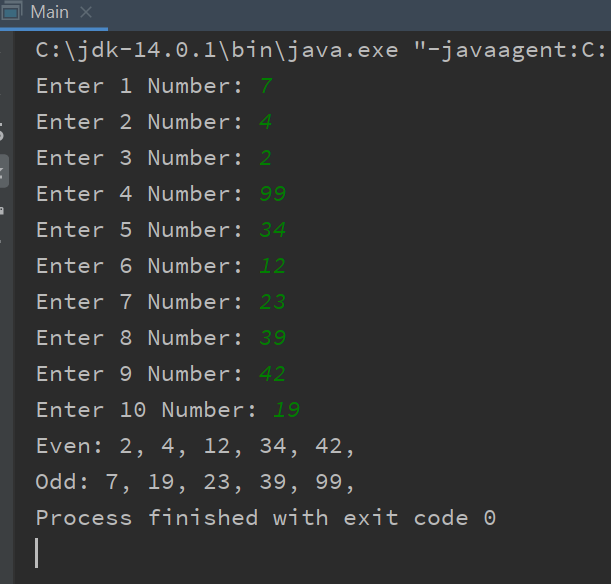 Main
C:\jdk-14.0.1\bin\java.exe "-javaagent:C:
Enter 1 Number: 7
Enter 2 Number: 4
Enter 3 Number: 2
Enter 4 Number: 99
Enter 5 Number: 34
Enter 6 Number: 12
Enter 7 Number: 23
Enter 8 Number: 39
Enter 9 Number: 42
Enter 10 Number: 19
Even: 2, 4, 12, 34, 42,
Odd: 7, 19, 23, 39, 99,
Process finished with exit code 0